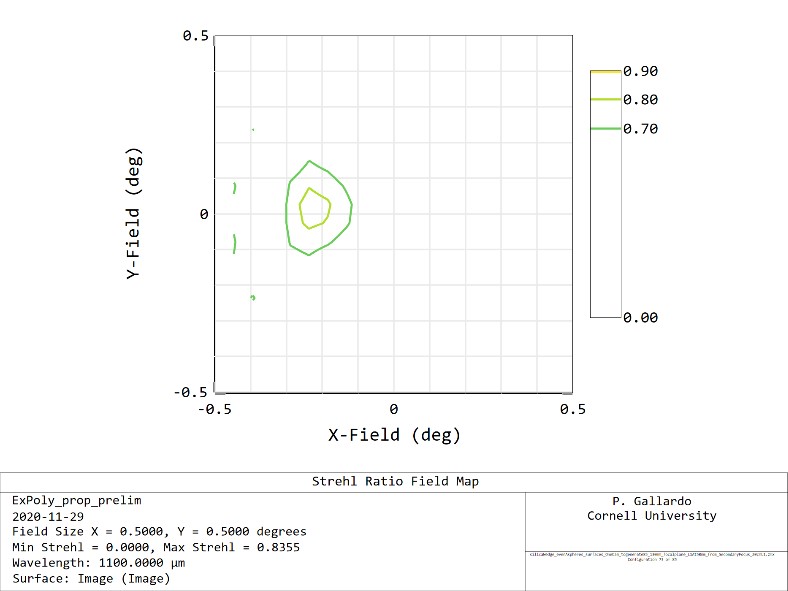 0.5
0
-0.5
-0.5
0
0.5
Y-Field (deg)
X-Field (deg)
0.90
0.80
0.70
0.00
Strehl Ratio Field Map
ExPoly_prop_prelim
2020-11-29
Field Size X = 0.5000, Y = 0.5000 degrees
Min Strehl = 0.0000, Max Strehl = 0.8355
Wavelength: 1100.0000 µm
Surface: Image (Image)
P. Gallardo
Cornell University